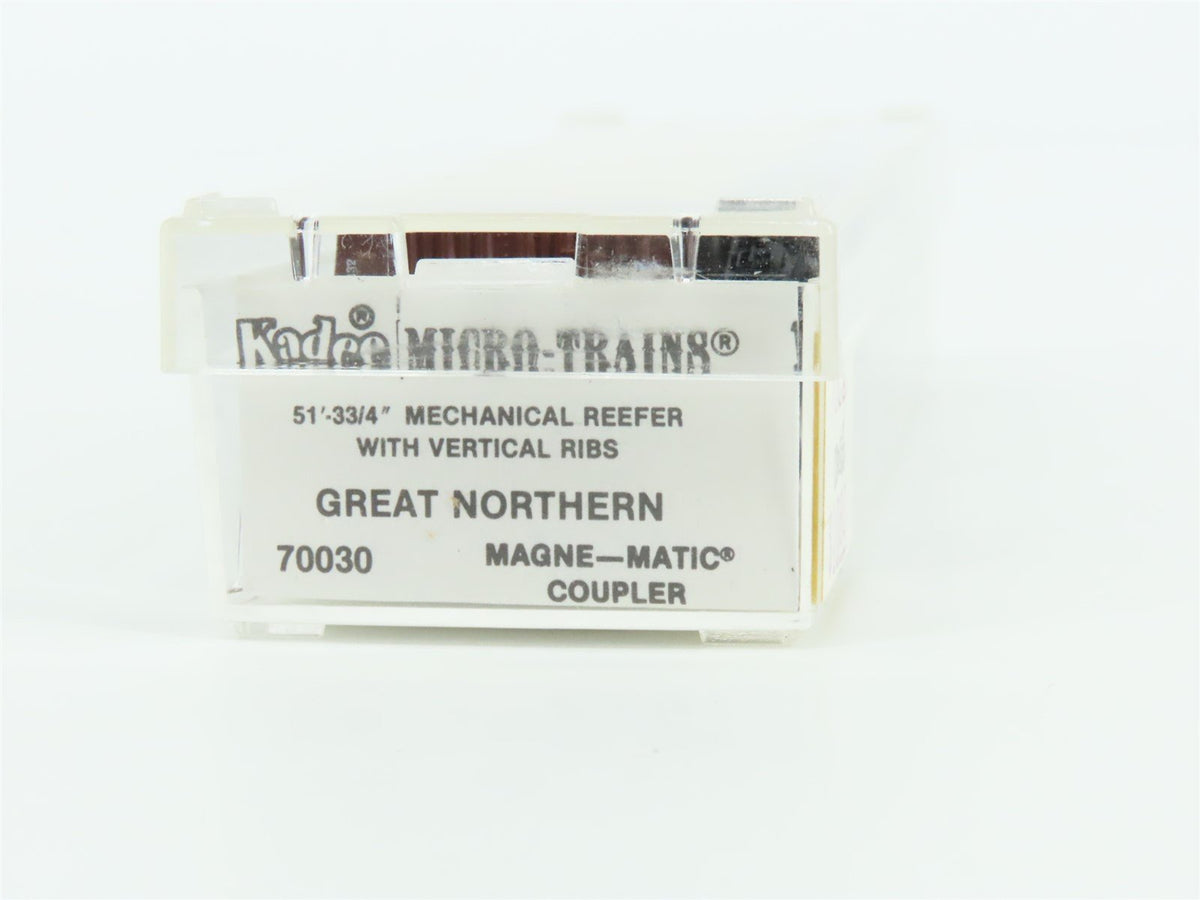 Kadee® MICRO-TRAINS®
51'-33/4" MECHANICAL REEFER
WITH VERTICAL RIBS
GREAT NORTHERN
70030 MAGNE—MATIC®
COUPLER